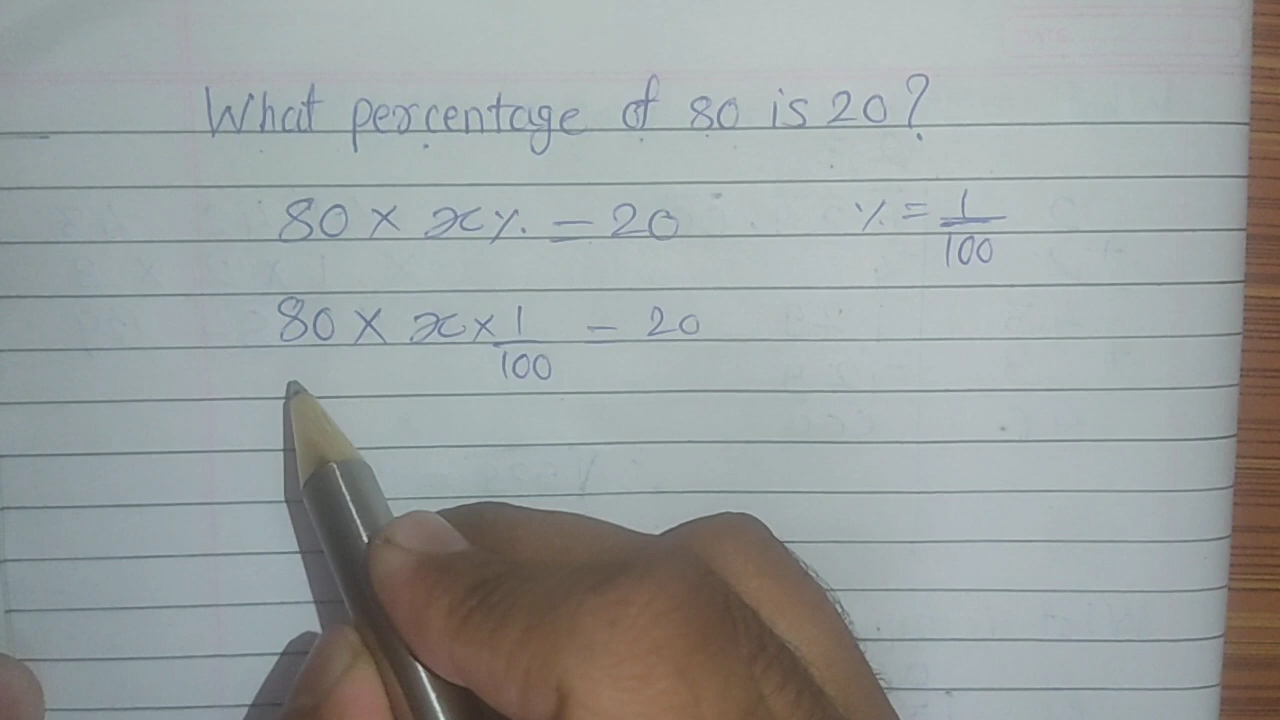 What percentage of 80 is 20?
80 × x% = 20 % = 1/100
80 × x × 1/100 = 20